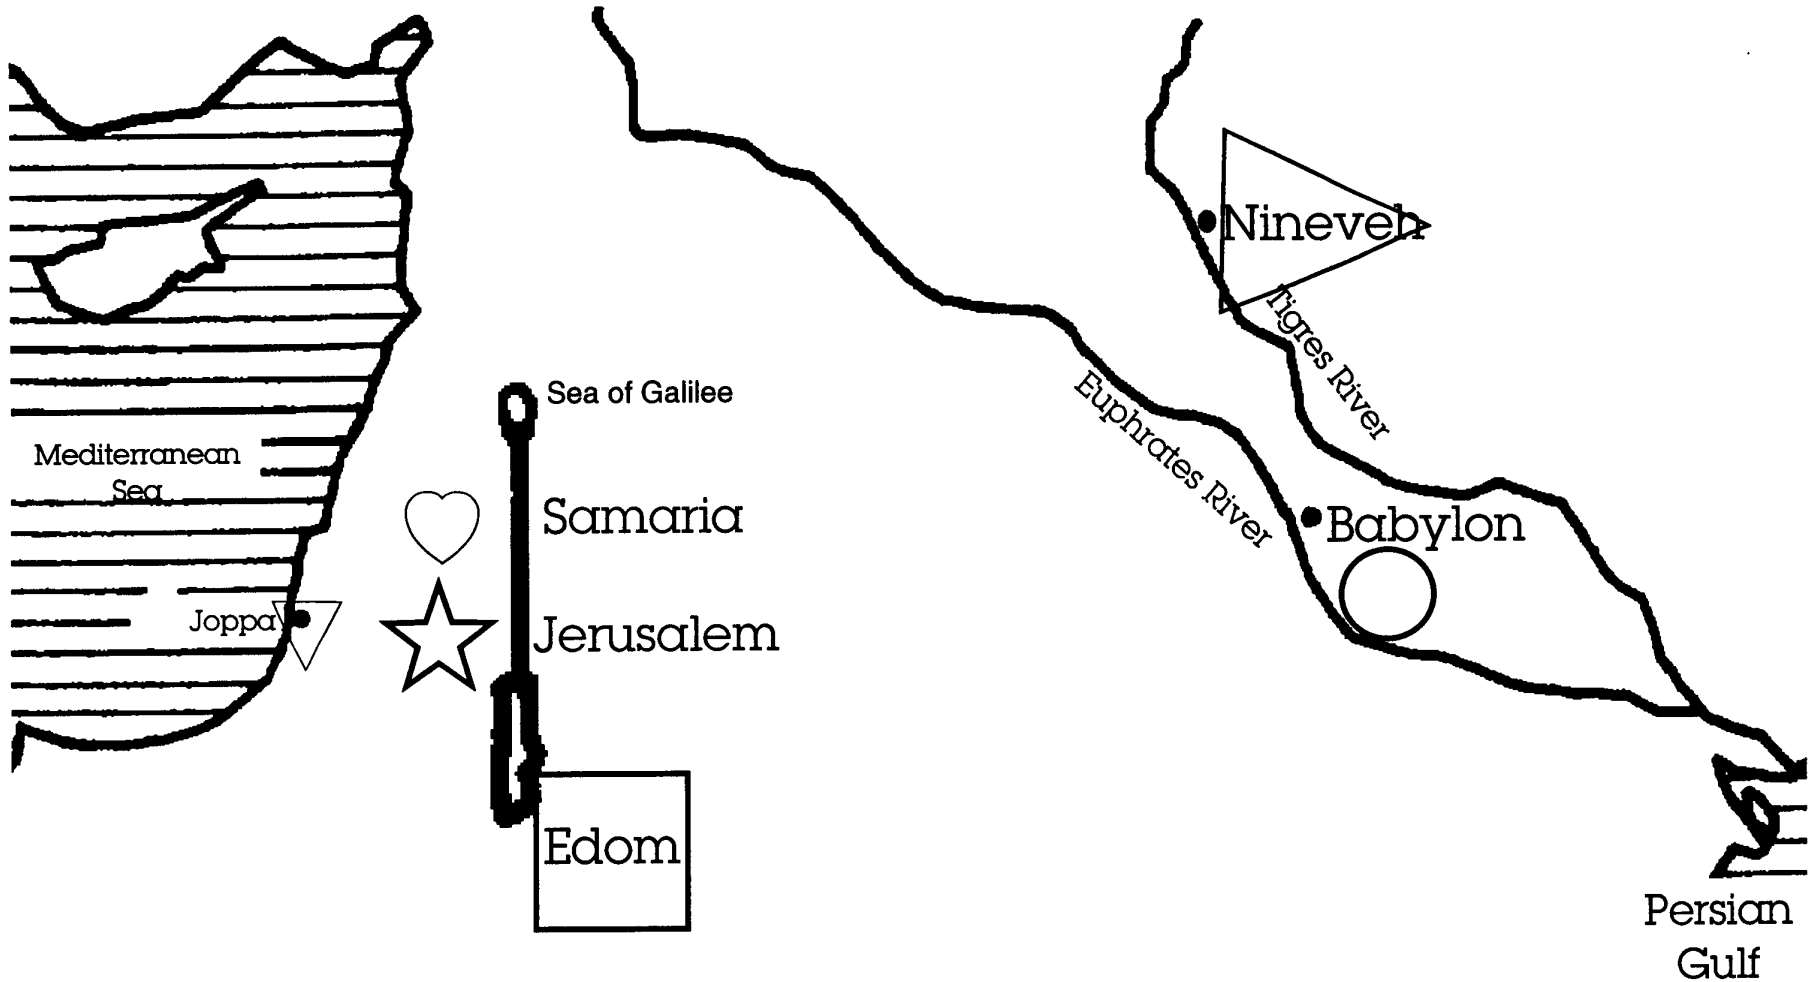 Nineveh
Tigres River
Sea of Galilee
Euphrates River
Mediterranean
Sea
Samaria
Babylon
Joppa
Jerusalem
Edom
Persian
Gulf